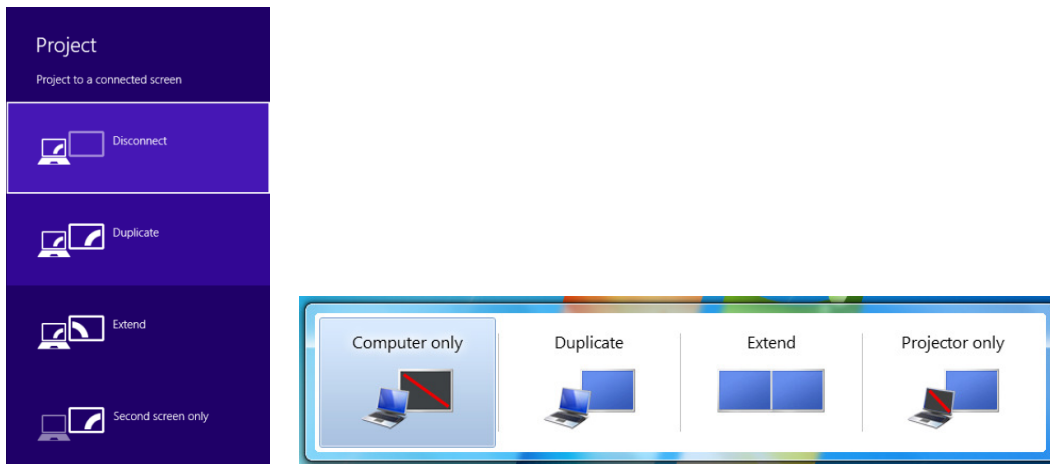 Project
Project to a connected screen
Disconnect
Duplicate
Extend
Second screen only
Computer only
Duplicate
Extend
Projector only